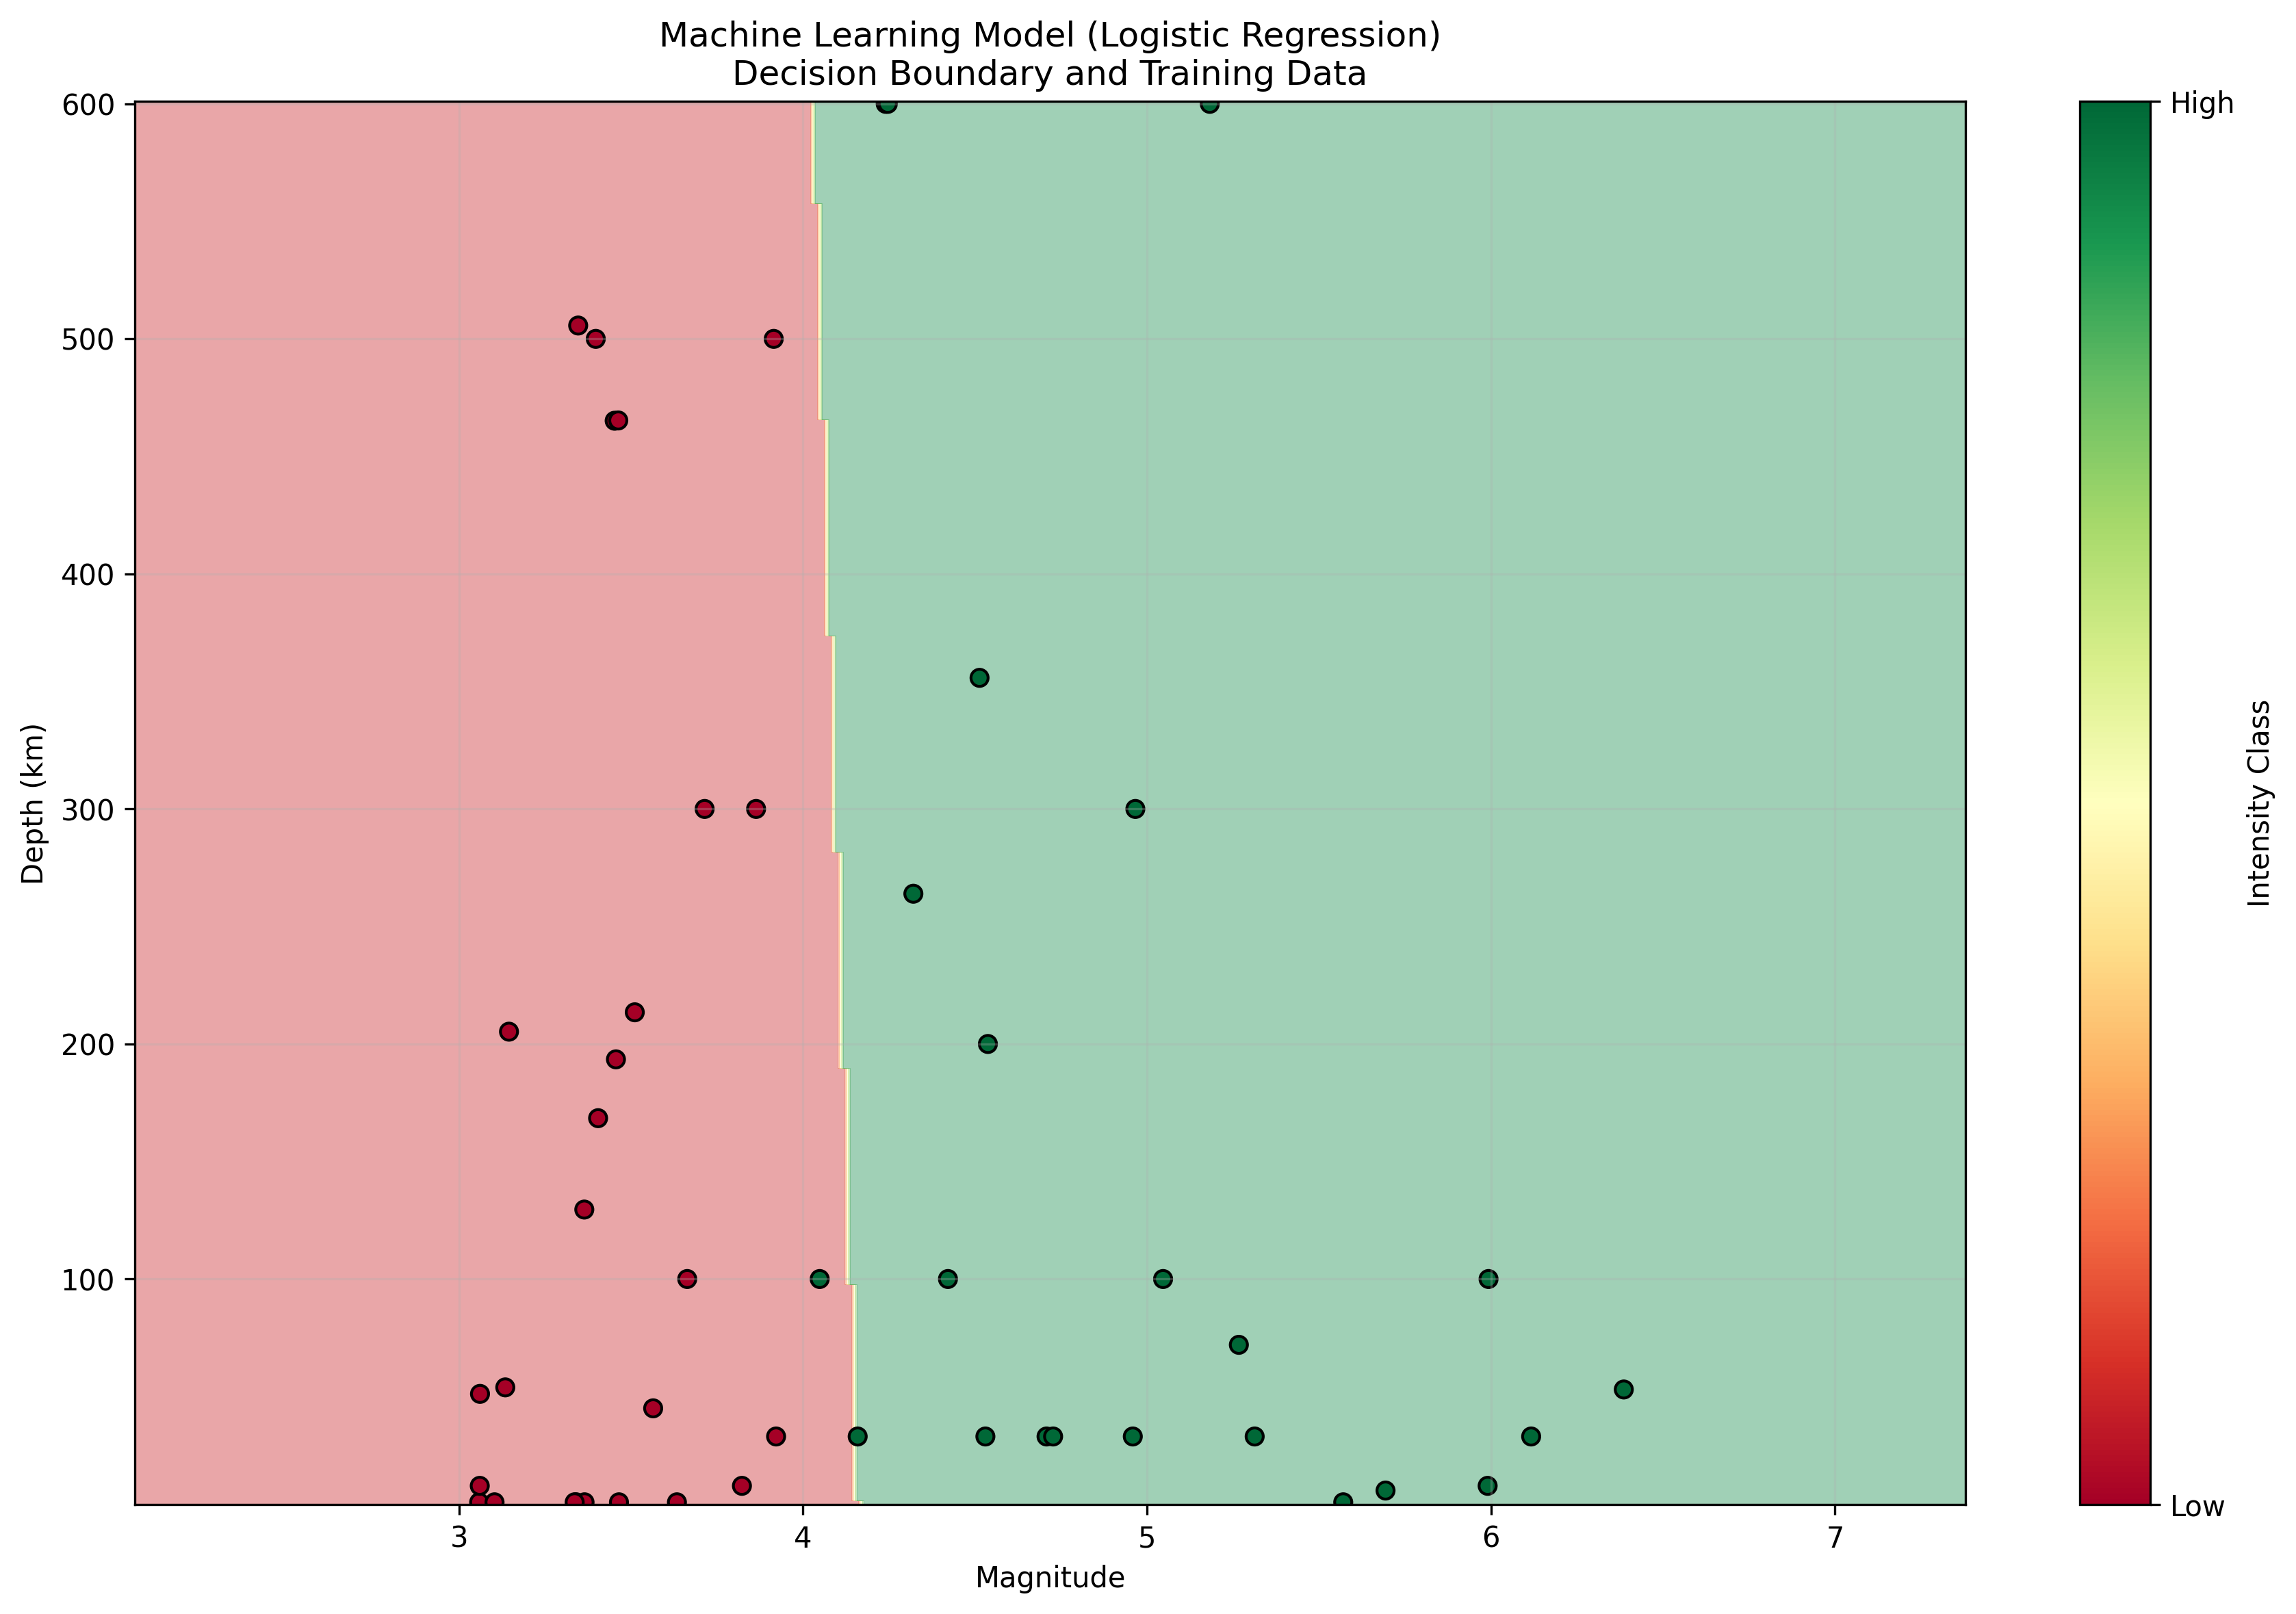 Machine Learning Model (Logistic Regression)
Decision Boundary and Training Data
600
500
400
300
200
100
Depth (km)
3
4
5
6
7
Magnitude
High
Low
Intensity Class